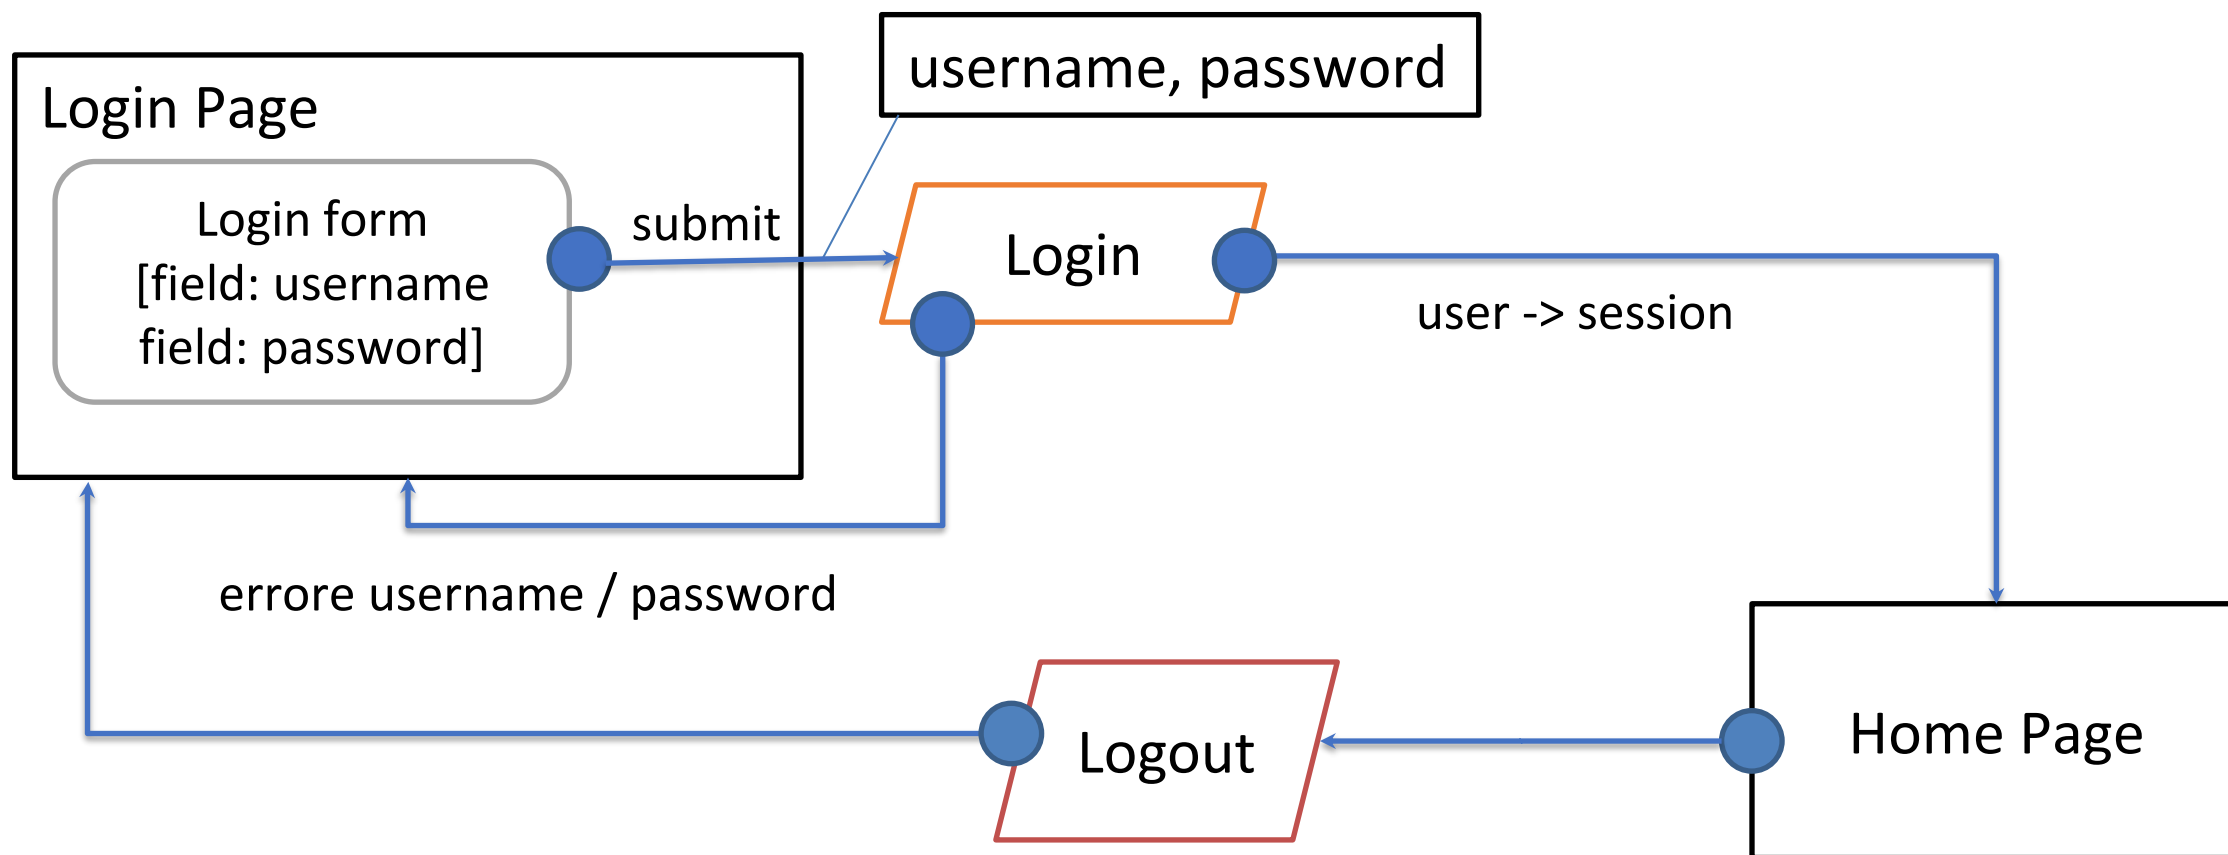 username, password
Login Page
Login form
[field: username
field: password]
submit
Login
user -> session
errore username / password
Logout
Home Page